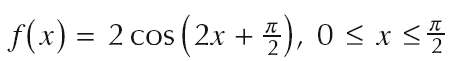 f(x) = 2 cos(2x + π/2), 0 ≤ x ≤ π/2